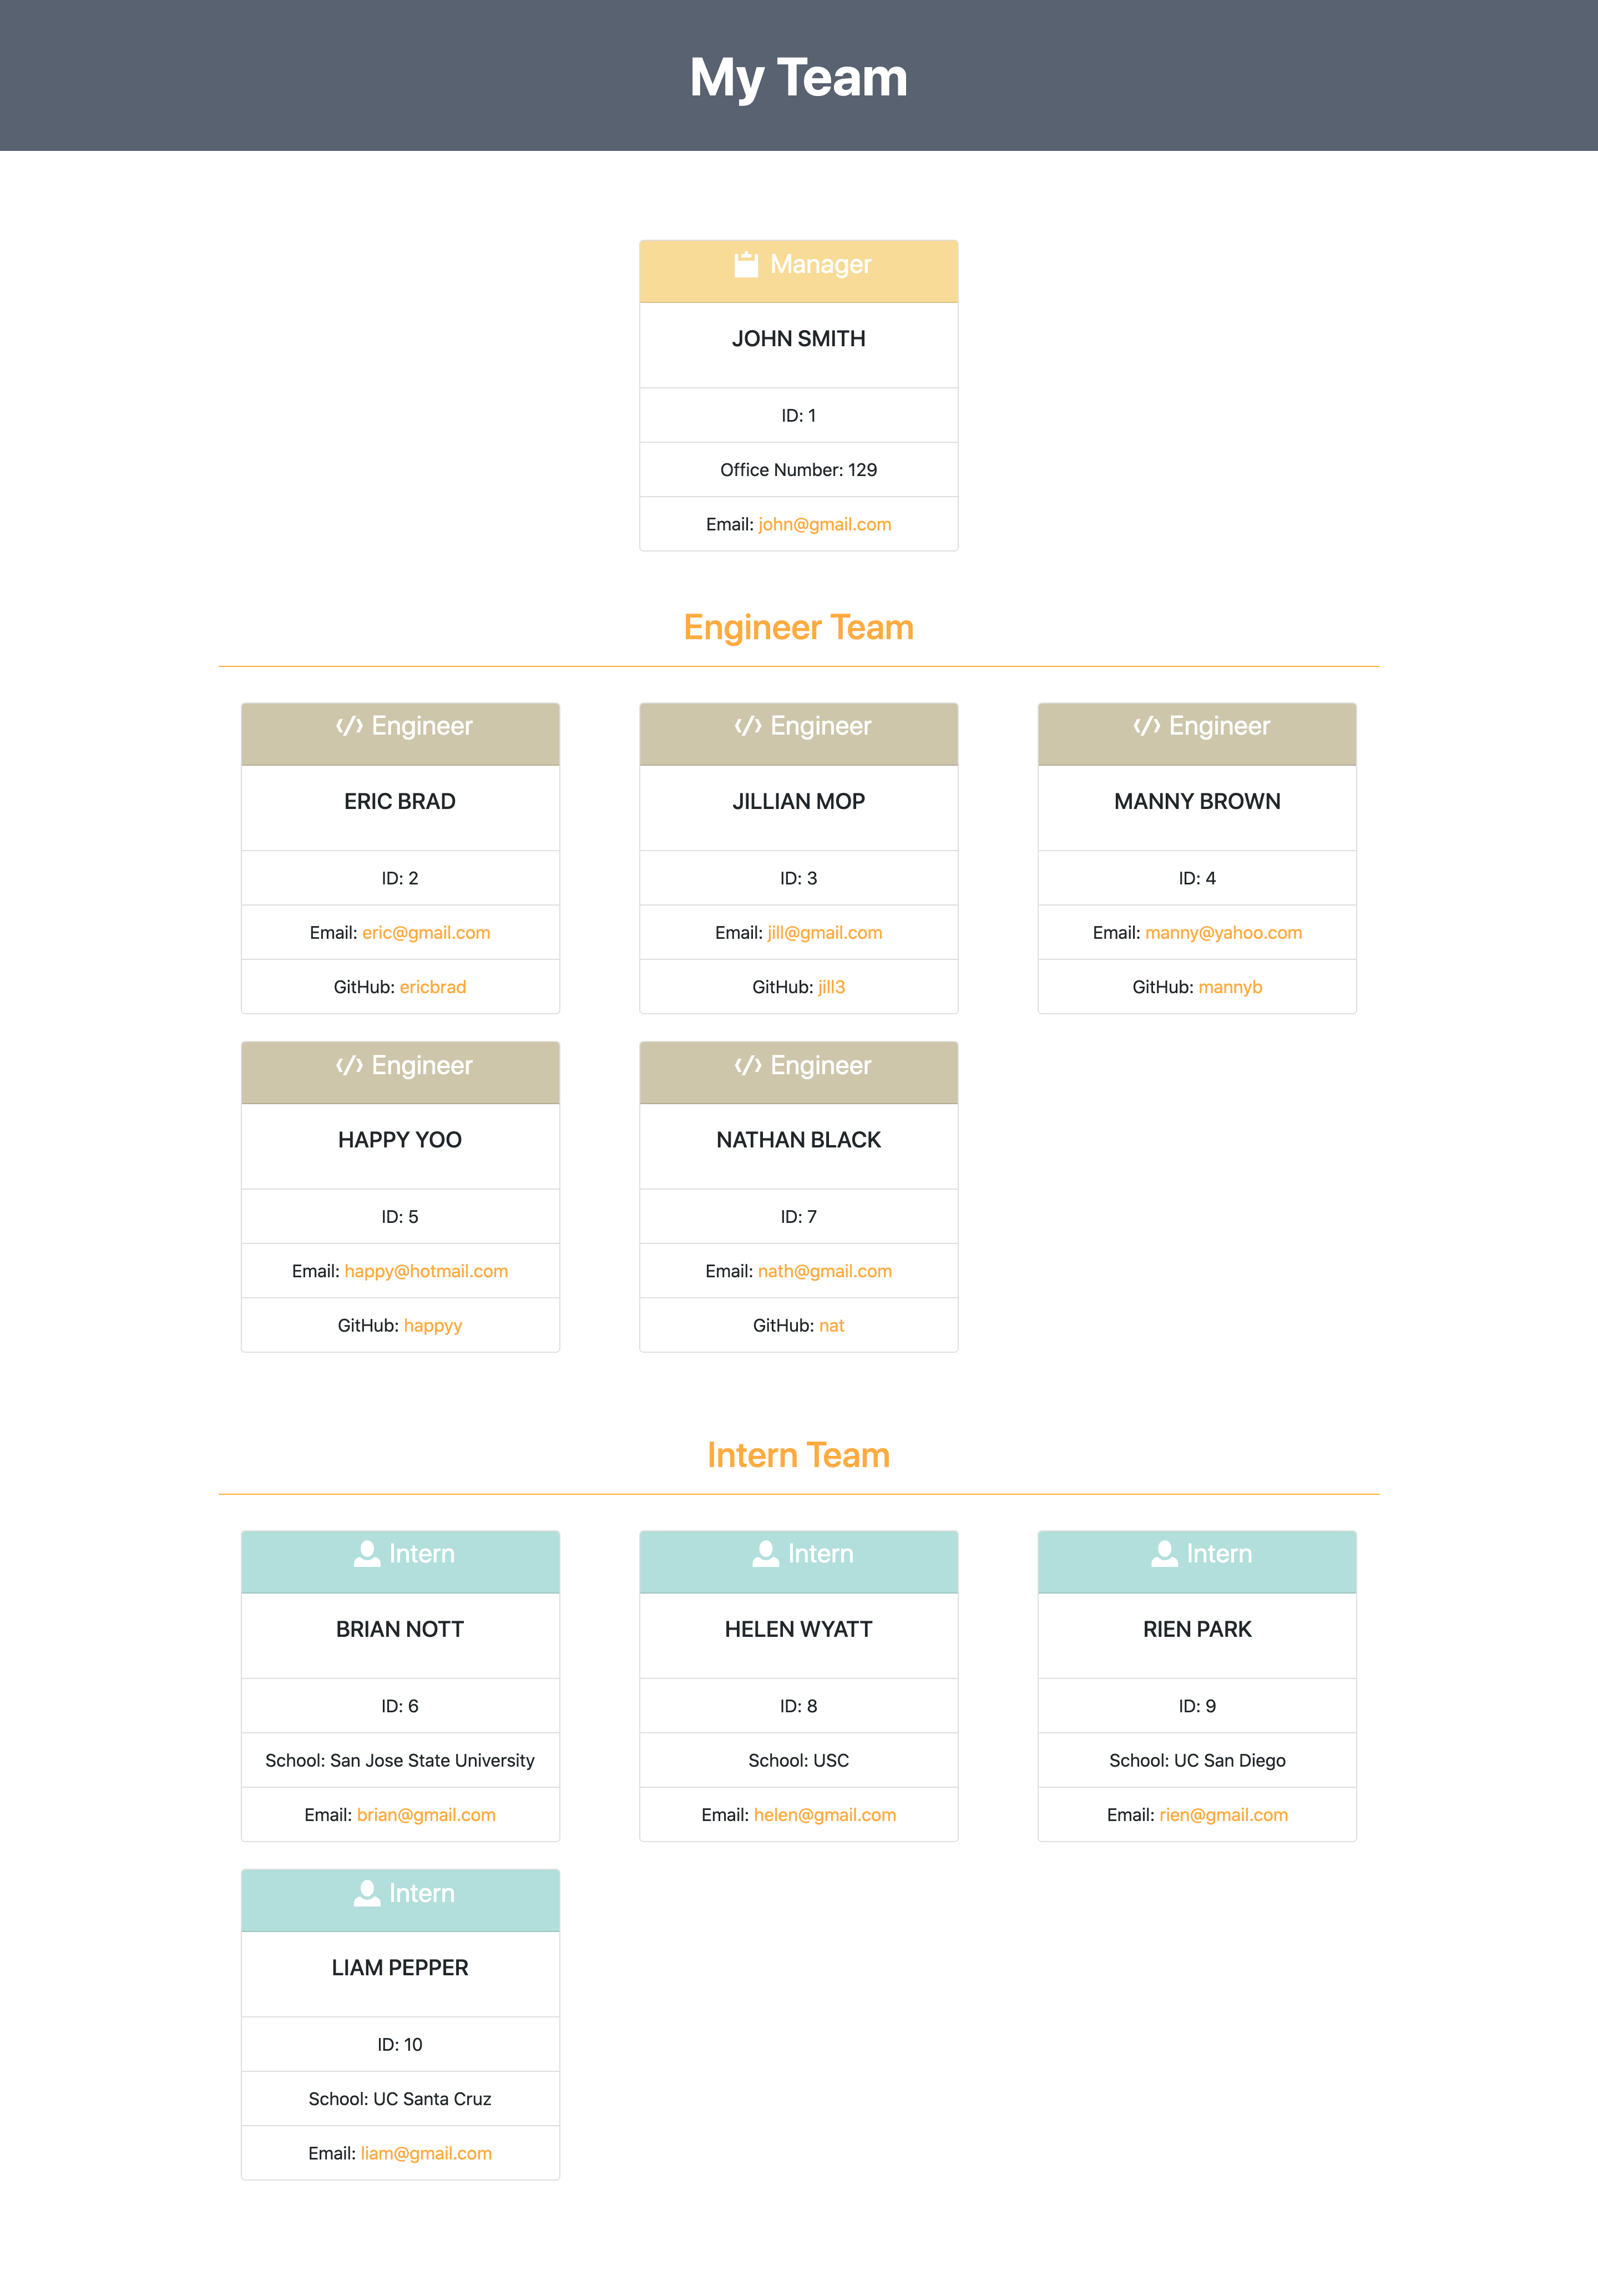 My Team
Manager
JOHN SMITH
ID: 1
Office Number: 129
Email: john@gmail.com
Engineer Team
Engineer
ERIC BRAD
ID: 2
Email: eric@gmail.com
GitHub: ericbrad
Engineer
JILLIAN MOP
ID: 3
Email: jill@gmail.com
GitHub: jill3
Engineer
MANNY BROWN
ID: 4
Email: manny@yahoo.com
GitHub: mannyb
Engineer
HAPPY YOO
ID: 5
Email: happy@hotmail.com
GitHub: happyy
Engineer
NATHAN BLACK
ID: 7
Email: nath@gmail.com
GitHub: nat
Intern Team
Intern
BRIAN NOTT
ID: 6
School: San Jose State University
Email: brian@gmail.com
Intern
HELEN WYATT
ID: 8
School: USC
Email: helen@gmail.com
Intern
RIEN PARK
ID: 9
School: UC San Diego
Email: rien@gmail.com
Intern
LIAM PEPPER
ID: 10
School: UC Santa Cruz
Email: liam@gmail.com